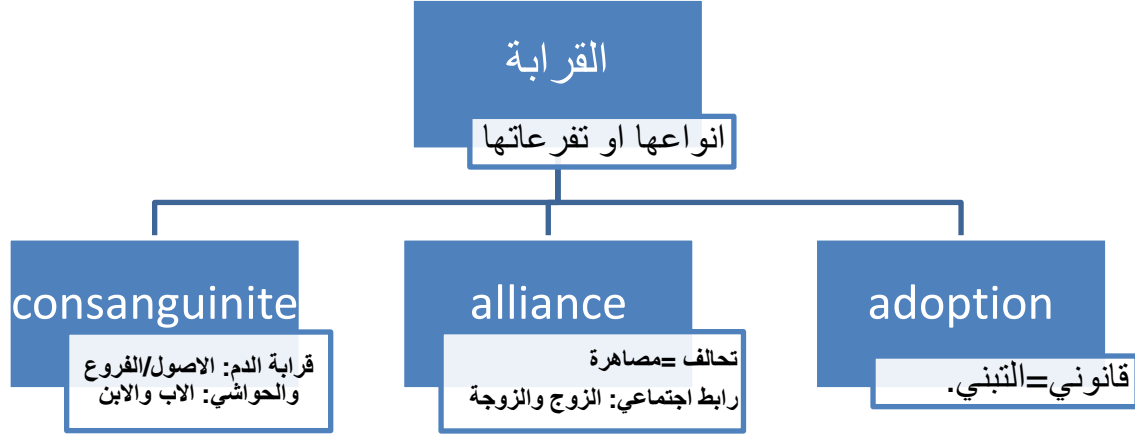 القرابة
انواعها او تفرعاتها
consanguinite
قرابة الدم: الاصول/الفروع
والحواشي: الاب والابن
alliance
تحالف =مصاهرة
رابط اجتماعي: الزوج والزوجة
adoption
قانوني=التبني.